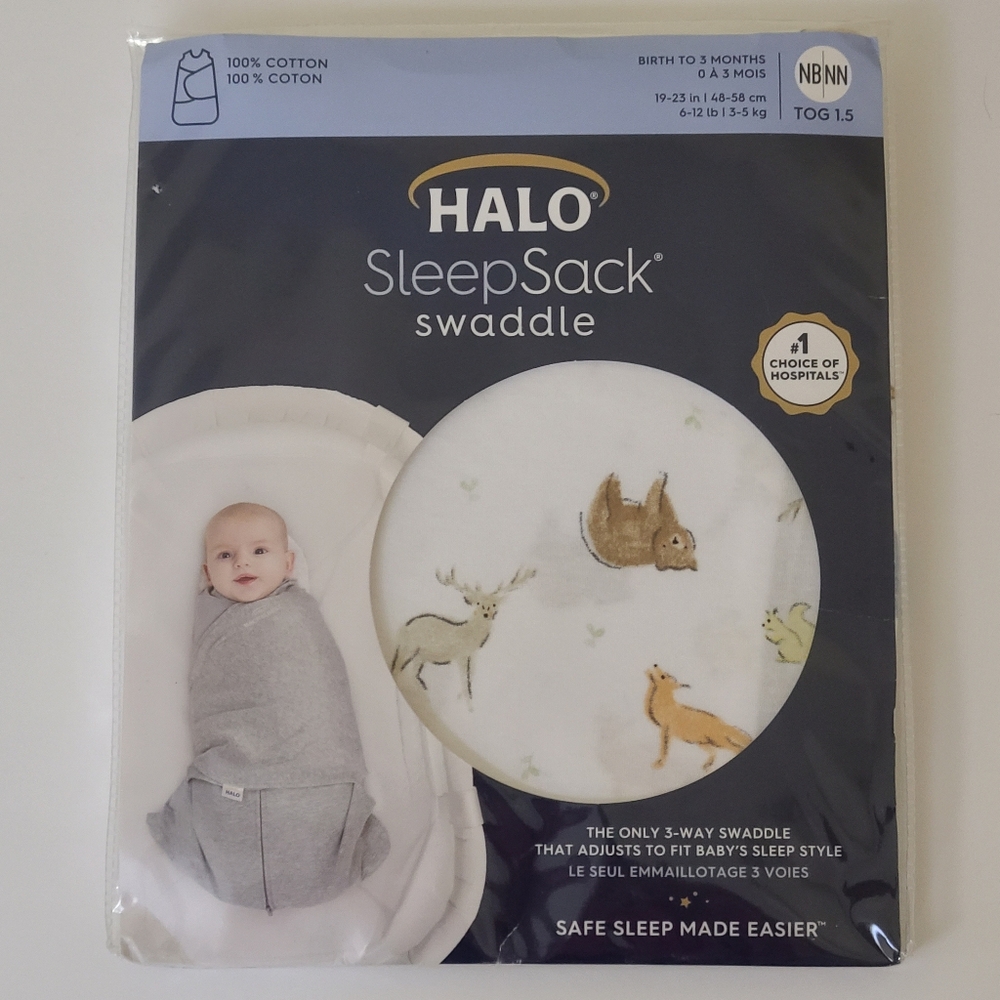 100% COTTON
100 % COTON
BIRTH TO 3 MONTHS
0 À 3 MOIS
19-23 in | 48-58 cm
6-12 lb | 3-5 kg
NB|NN
TOG 1.5
HALO®
SleepSack®
swaddle
#1
CHOICE OF
HOSPITALS™
HALO
THE ONLY 3-WAY SWADDLE
THAT ADJUSTS TO FIT BABY'S SLEEP STYLE
LE SEUL EMMAILLOTAGE 3 VOIES
SAFE SLEEP MADE EASIER™